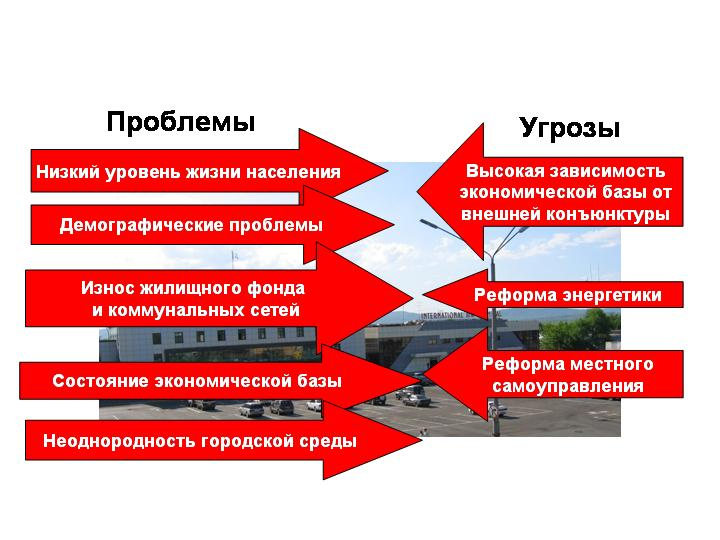 Проблемы
Низкий уровень жизни населения
Демографические проблемы
Износ жилищного фонда
и коммунальных сетей
Состояние экономической базы
Неоднородность городской среды
Угрозы
Высокая зависимость
экономической базы от
внешней конъюнктуры
Реформа энергетики
Реформа местного
самоуправления
INTERNATIONAL